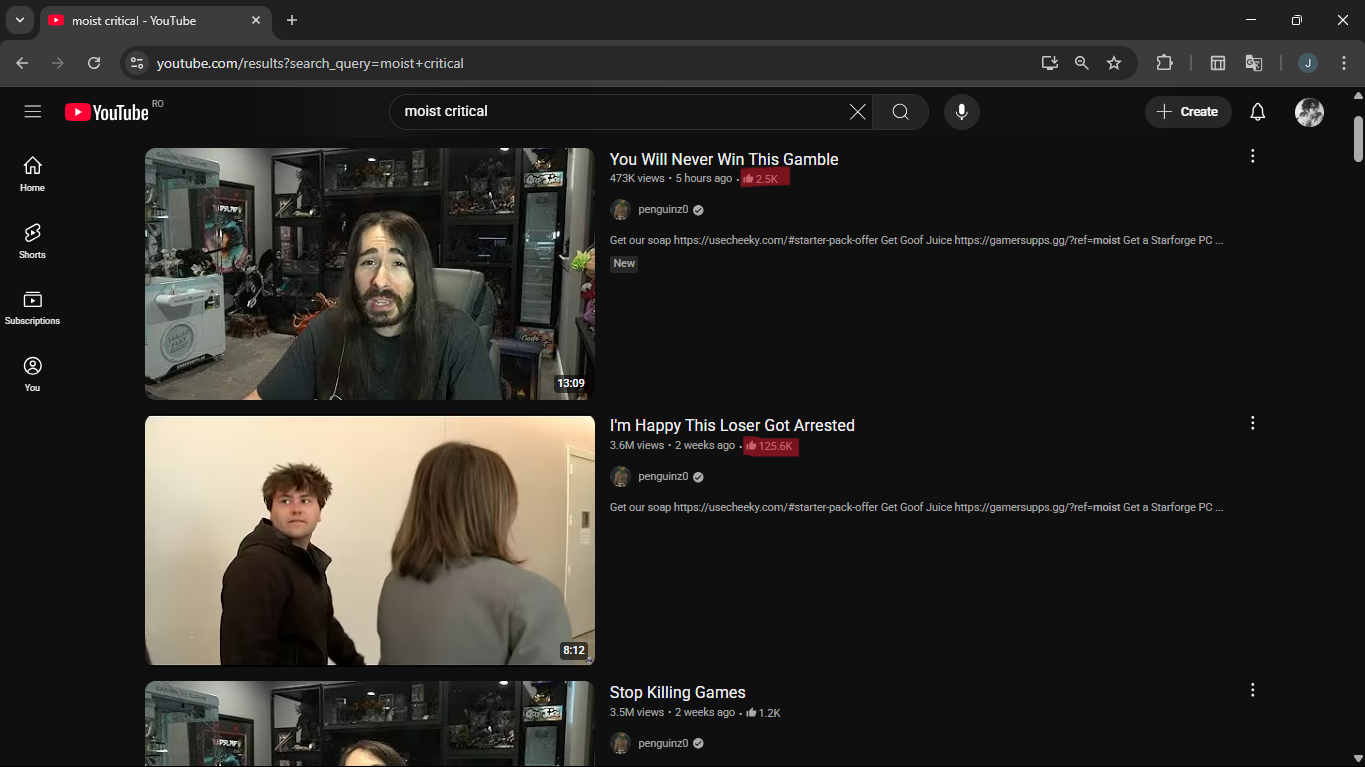 moist critical - YouTube
youtube.com/results?search_query=moist+critical
J
YouTube RO
moist critical
Create
Home
Shorts
Subscriptions
You
13:09
You Will Never Win This Gamble
473K views • 5 hours ago • 2.5K
penguinz0
Get our soap https://usecheeky.com/#starter-pack-offer Get Goof Juice https://gamersupps.gg/?ref=moist Get a Starforge PC ...
New
8:12
I'm Happy This Loser Got Arrested
3.6M views • 2 weeks ago • 125.6K
penguinz0
Get our soap https://usecheeky.com/#starter-pack-offer Get Goof Juice https://gamersupps.gg/?ref=moist Get a Starforge PC ...
Stop Killing Games
3.5M views • 2 weeks ago • 1.2K
penguinz0